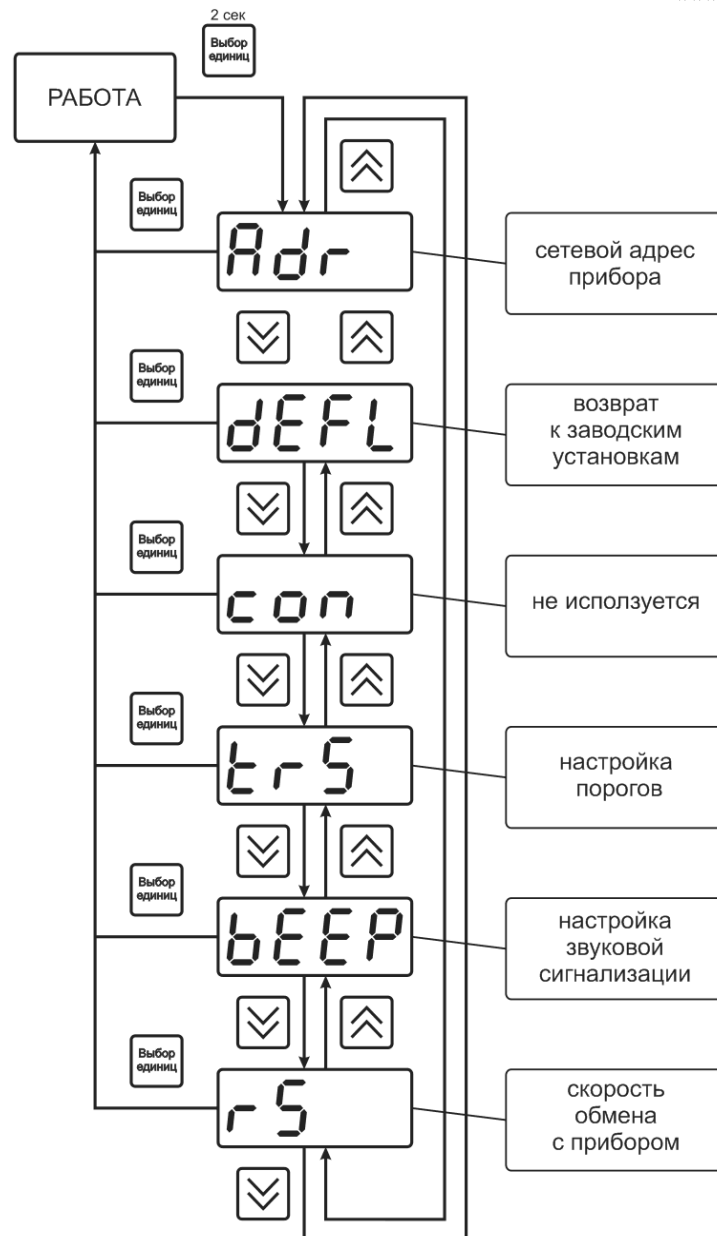 2 сек
Выбор
единиц
РАБОТА
Выбор
единиц
Adr
сетевой адрес
прибора
Выбор
единиц
dEFL
возврат
к заводским
установкам
Выбор
единиц
con
не исползуется
Выбор
единиц
trS
настройка
порогов
Выбор
единиц
bEEP
настройка
звуковой
сигнализации
Выбор
единиц
rS
скорость
обмена
с прибором